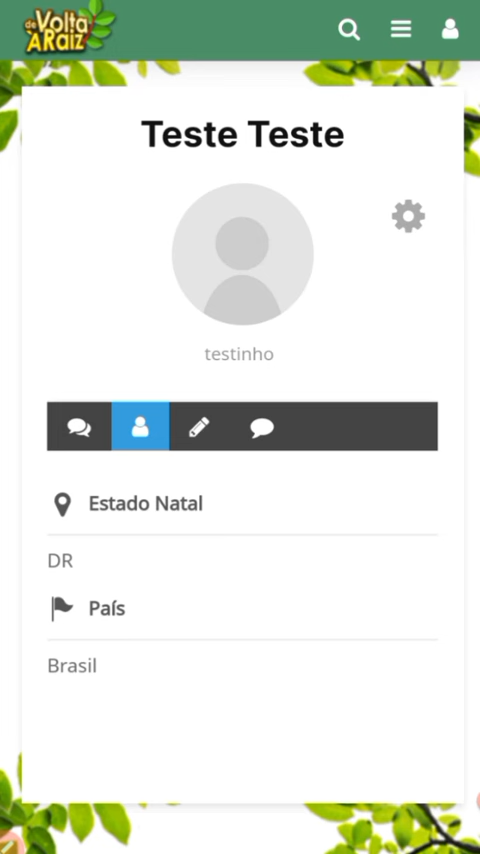 de Volta
A Raiz
Teste Teste
testinho
Estado Natal
DR
País
Brasil